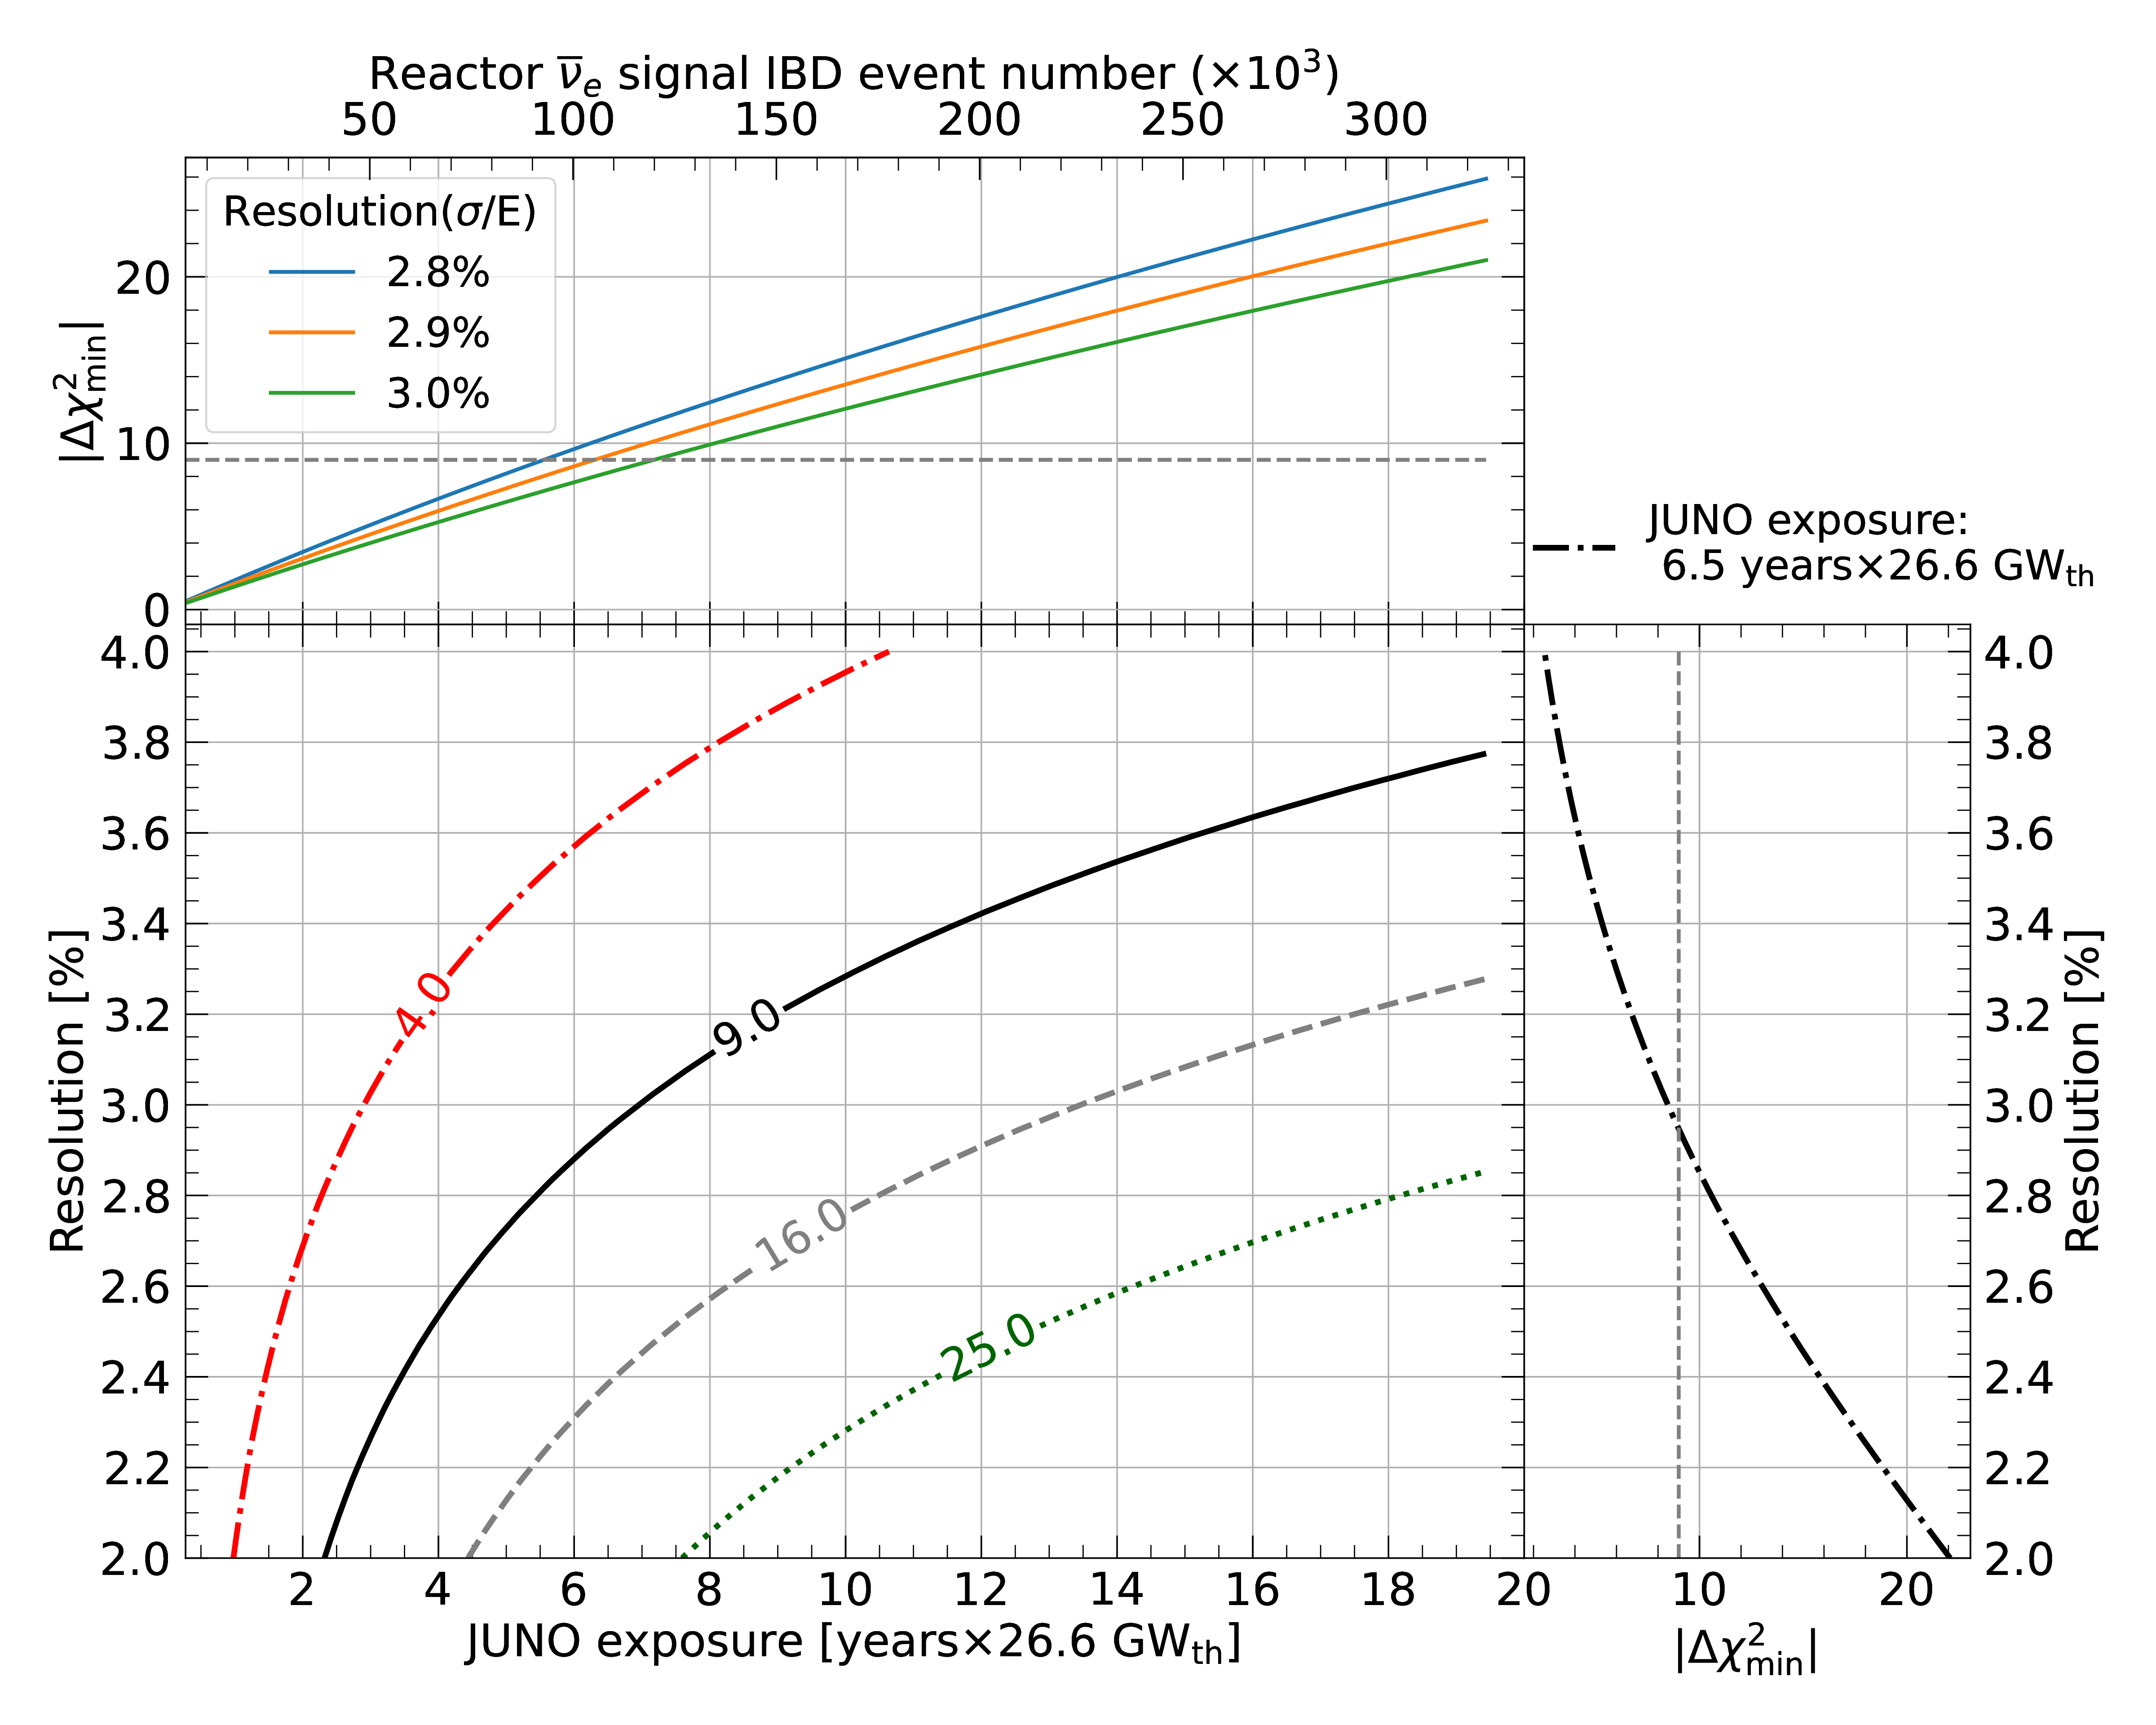 Reactor ν̅ₑ signal IBD event number (×10³)
50 100 150 200 250 300
Resolution(σ/E)
2.8%
2.9%
3.0%
|Δχ²min|
20
10
0
JUNO exposure:
6.5 years×26.6 GWth
Resolution [%]
4.0
3.8
3.6
3.4
3.2
3.0
2.8
2.6
2.4
2.2
2.0
4.0
9.0
16.0
25.0
4.0
3.8
3.6
3.4
3.2
3.0
2.8
2.6
2.4
2.2
2.0
Resolution [%]
2 4 6 8 10 12 14 16 18 20 10 20
JUNO exposure [years×26.6 GWth]
|Δχ²min|